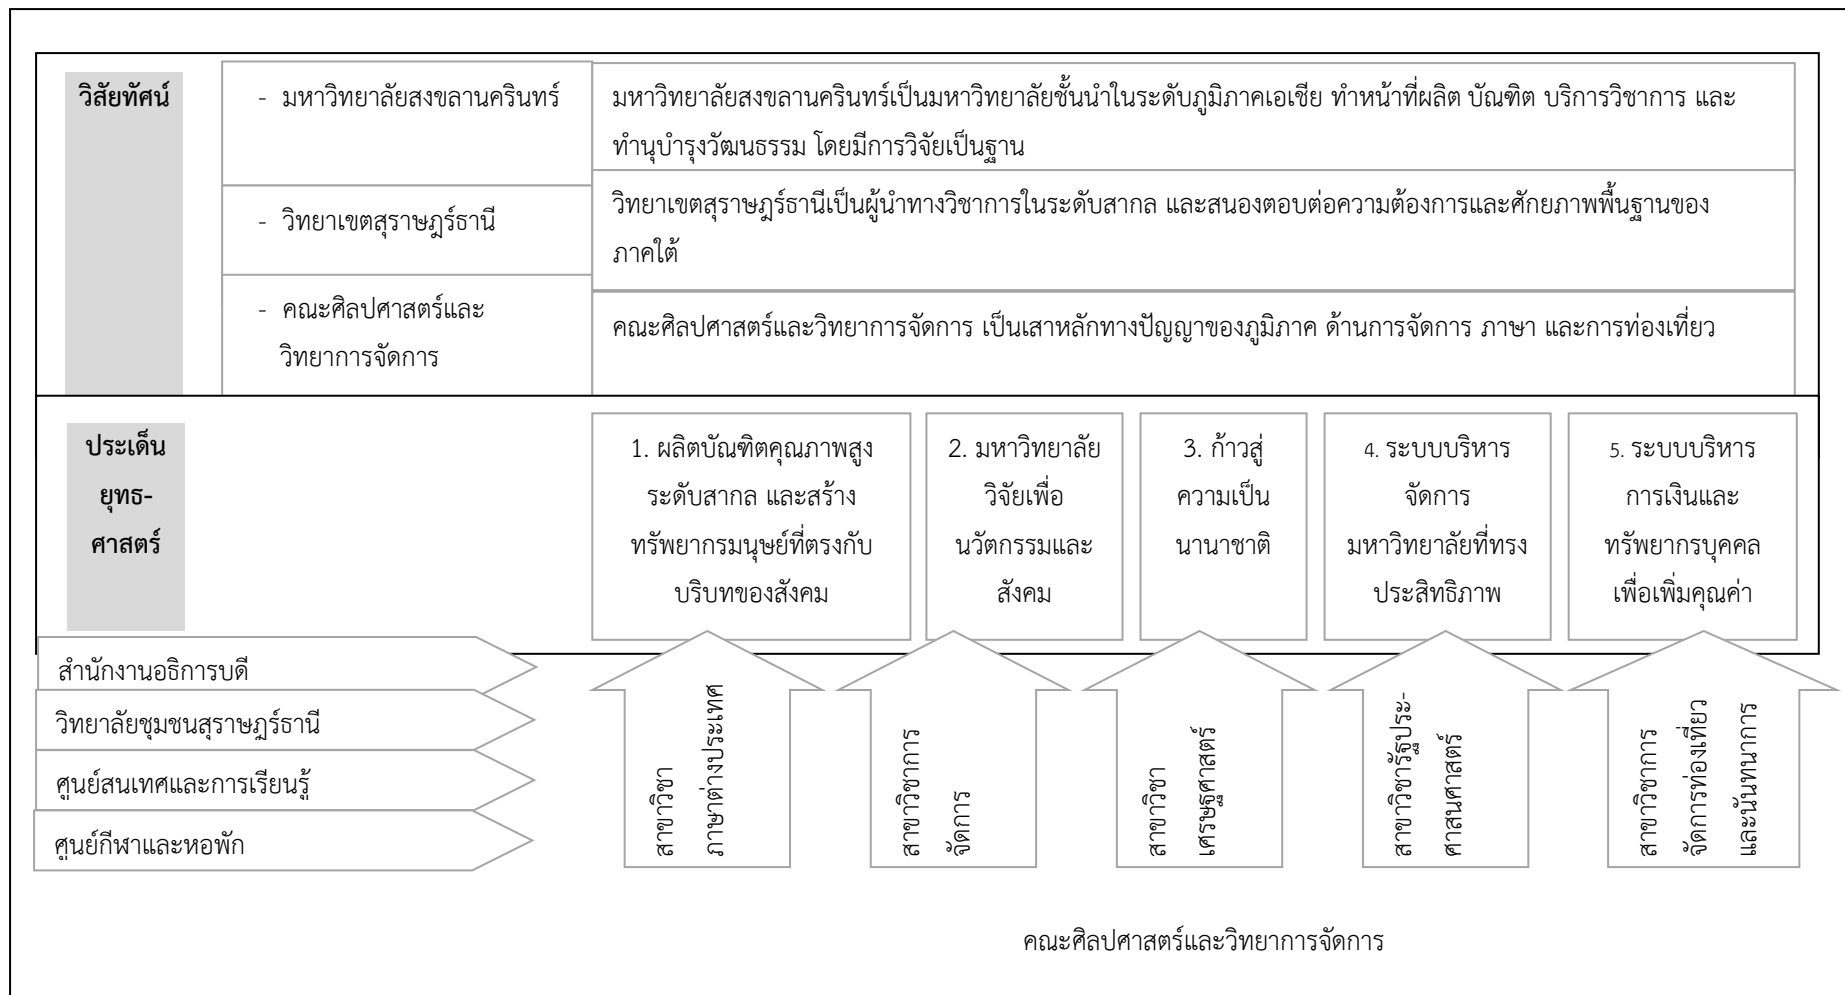 วิสัยทัศน์
- มหาวิทยาลัยสงขลานครินทร์
มหาวิทยาลัยสงขลานครินทร์เป็นมหาวิทยาลัยชั้นนำในระดับภูมิภาคเอเชีย ทำหน้าที่ผลิต บัณฑิต บริการวิชาการ และ
ทำนุบำรุงวัฒนธรรม โดยมีการวิจัยเป็นฐาน
- วิทยาเขตสุราษฎร์ธานี
วิทยาเขตสุราษฎร์ธานีเป็นผู้นำทางวิชาการในระดับสากล และสนองตอบต่อความต้องการและศักยภาพพื้นฐานของ
ภาคใต้
- คณะศิลปศาสตร์และ
วิทยาการจัดการ
คณะศิลปศาสตร์และวิทยาการจัดการ เป็นเสาหลักทางปัญญาของภูมิภาค ด้านการจัดการ ภาษา และการท่องเที่ยว
ประเด็น
ยุทธ-
ศาสตร์
1. ผลิตบัณฑิตคุณภาพสูง
ระดับสากล และสร้าง
ทรัพยากรมนุษย์ที่ตรงกับ
บริบทของสังคม
2. มหาวิทยาลัย
วิจัยเพื่อ
นวัตกรรมและ
สังคม
3. ก้าวสู่
ความเป็น
นานาชาติ
4. ระบบบริหาร
จัดการ
มหาวิทยาลัยที่ทรง
ประสิทธิภาพ
5. ระบบบริหาร
การเงินและ
ทรัพยากรบุคคล
เพื่อเพิ่มคุณค่า
สำนักงานอธิการบดี
วิทยาลัยชุมชนสุราษฎร์ธานี
ศูนย์สนเทศและการเรียนรู้
ศูนย์กีฬาและหอพัก
สาขาวิชา
ภาษาต่างประเทศ
สาขาวิชาการ
จัดการ
สาขาวิชา
เศรษฐศาสตร์
สาขาวิชารัฐประ-
ศาสนศาสตร์
สาขาวิชาการ
จัดการท่องเที่ยว
และนันทนาการ
คณะศิลปศาสตร์และวิทยาการจัดการ